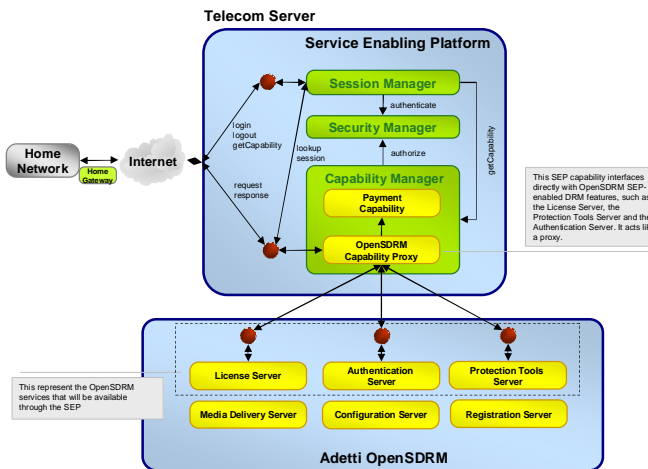 Telecom Server
Service Enabling Platform
Session Manager
authenticate
Security Manager
login
logout
getCapability
lookup
session
getCapability
authorize
Home
Network
Home
Gateway
Internet
request
response
Capability Manager
Payment
Capability
OpenSDRM
Capability Proxy
This SEP capability interfaces
directly with OpenSDRM SEP-
enabled DRM features, such as
the License Server, the
Protection Tools Server and the
Authentication Server. It acts lik
a proxy.
License Server
Authentication
Server
Protection Tools
Server
This represent the OpenSDRM
services that will be available
through the SEP
Media Delivery Server
Configuration Server
Registration Server
Adetti OpenSDRM